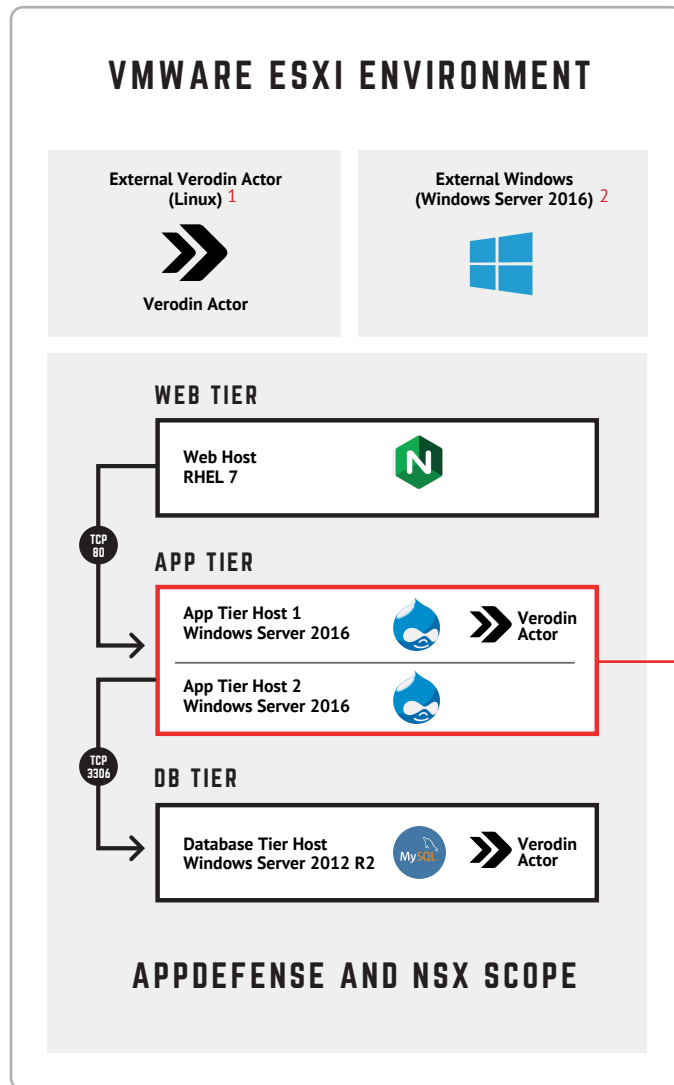 VMWARE ESXI ENVIRONMENT
External Verodin Actor
(Linux) 1
Verodin Actor
External Windows
(Windows Server 2016) 2
WEB TIER
Web Host
RHEL 7
N
TCP
80
APP TIER
App Tier Host 1
Windows Server 2016
Verodin
Actor
App Tier Host 2
Windows Server 2016
TCP
3306
DB TIER
Database Tier Host
Windows Server 2012 R2
MySQL
Verodin
Actor
APPDEFENSE AND NSX SCOPE